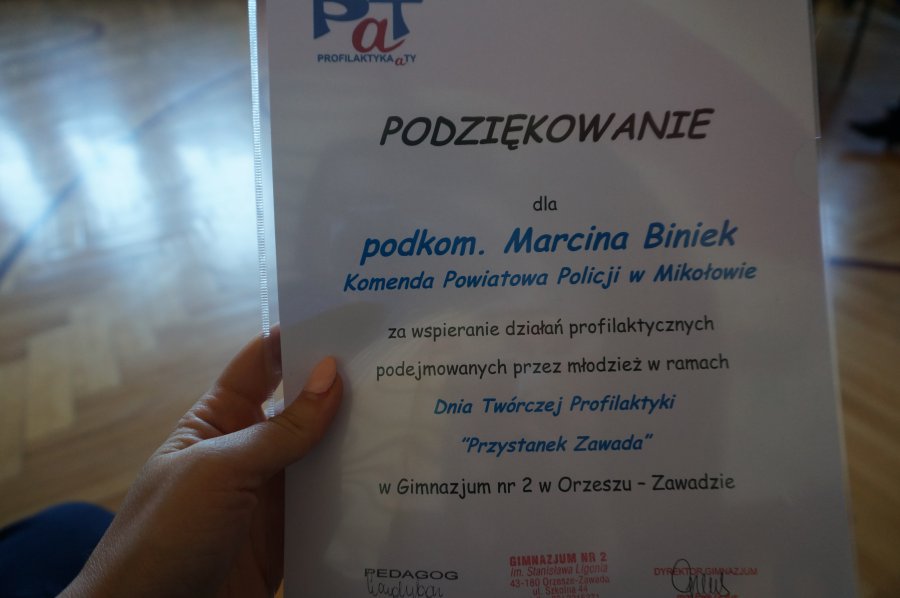 PaT
PROFILAKTYKA a TY
PODZIĘKOWANIE
dla
podkom. Marcina Biniek
Komenda Powiatowa Policji w Mikołowie
za wspieranie działań profilaktycznych
podejmowanych przez młodzież w ramach
Dnia Twórczej Profilaktyki
"Przystanek Zawada"
w Gimnazjum nr 2 w Orzeszu – Zawadzie
PEDAGOG
GIMNAZJUM NR 2
im. Stanisława Ligonia
43-180 Orzesze-Zawada
ul. Szkolna 44
DYREKTOR GIMNAZJUM